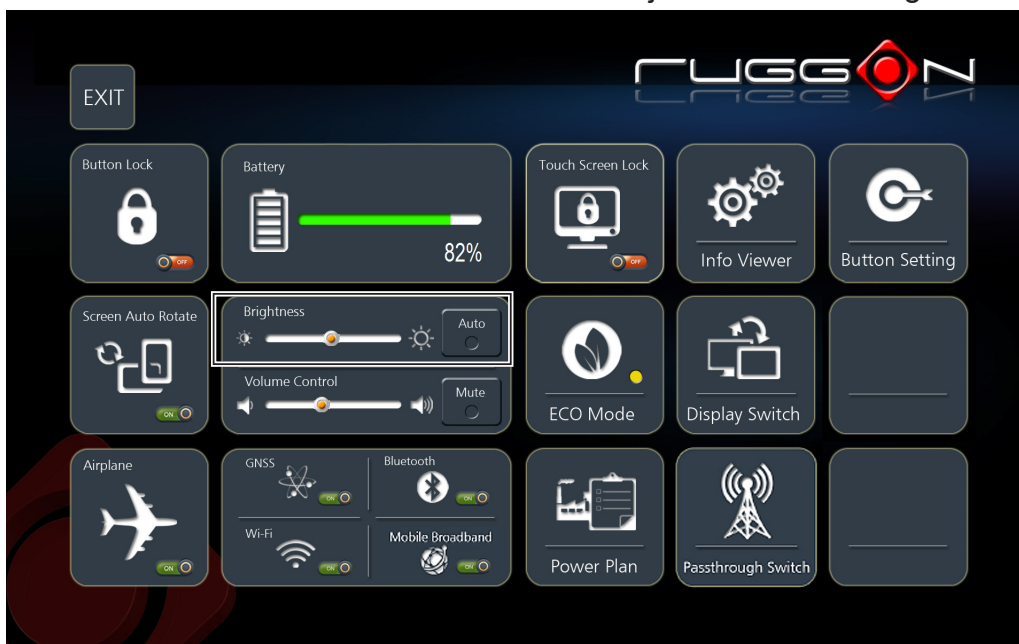 RUGGON
EXIT
Button Lock
OFF
Battery
82%
Touch Screen Lock
OFF
Info Viewer
Button Setting
Screen Auto Rotate
ON
Brightness
Auto
Volume Control
Mute
ECO Mode
Display Switch
Airplane
ON
GNSS
ON
Bluetooth
ON
Wi-Fi
ON
Mobile Broadband
ON
Power Plan
Passthrough Switch